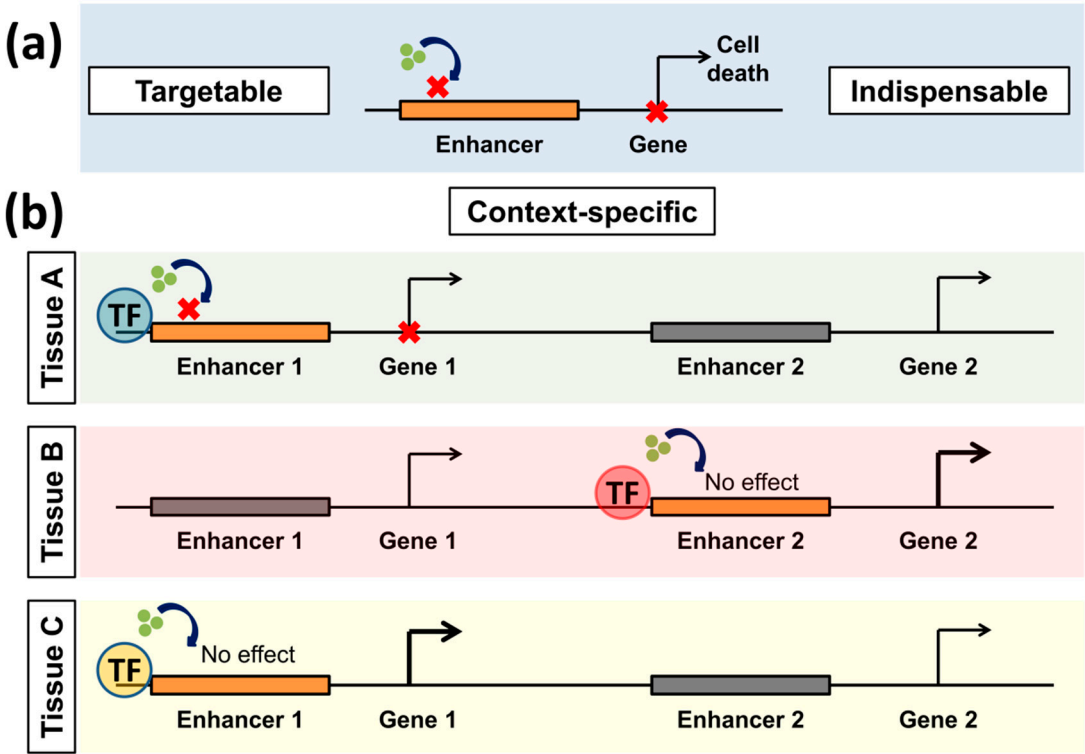 (a)
Targetable
Cell
death
Indispensable
Enhancer
Gene
(b)
Context-specific
Tissue A
TF
Enhancer 1
Gene 1
Enhancer 2
Gene 2
Tissue B
TF
No effect
Enhancer 1
Gene 1
Enhancer 2
Gene 2
Tissue C
TF
No effect
Enhancer 1
Gene 1
Enhancer 2
Gene 2